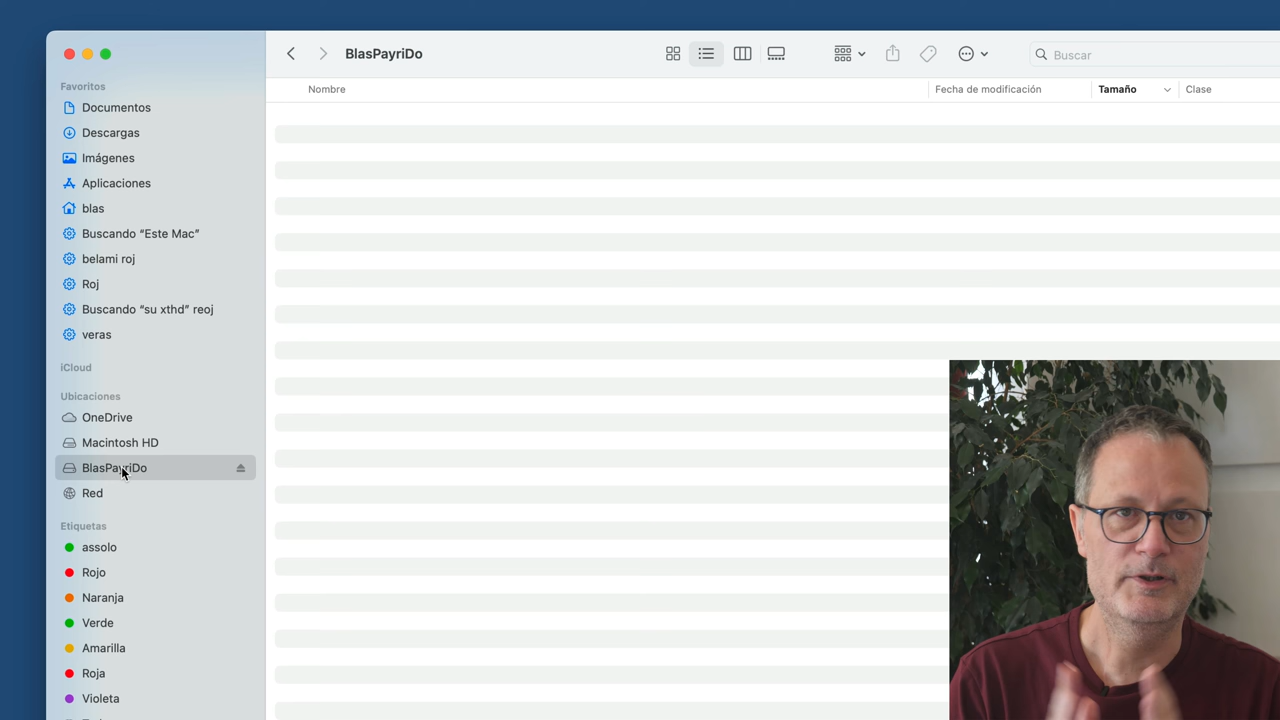 BlasPayriDo
Buscar
Nombre
Fecha de modificación
Tamaño
Clase
Favoritos
Documentos
Descargas
Imágenes
Aplicaciones
blas
Buscando “Este Mac”
belami roj
Roj
Buscando “su xthd” reoj
veras
iCloud
Ubicaciones
OneDrive
Macintosh HD
BlasPayriDo
Red
Etiquetas
assolo
Rojo
Naranja
Verde
Amarilla
Roja
Violeta